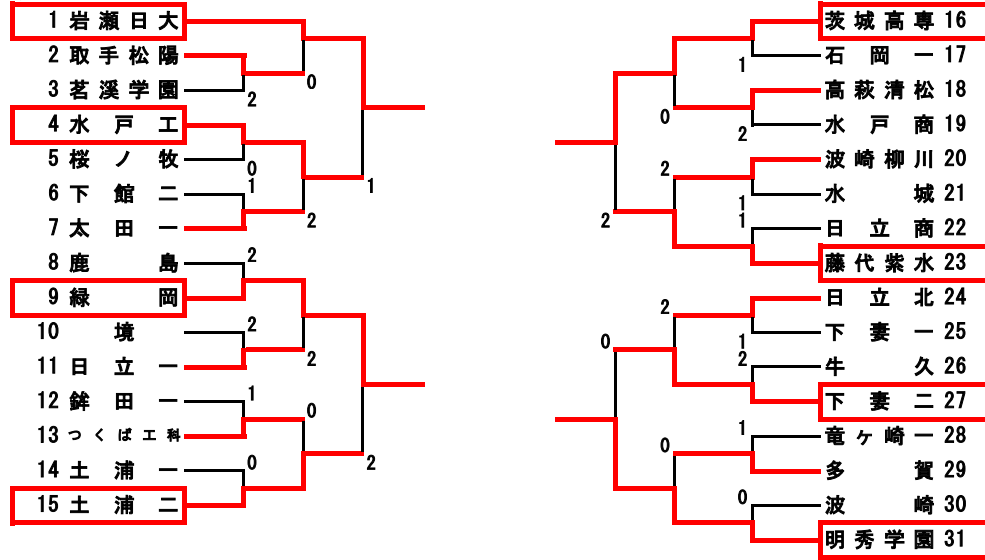 1 岩瀬日大
2 取手松陽
3 茗溪学園
4 水戸工
5 桜ノ牧
6 下館二
7 太田一
8 鹿島
9 緑岡
10 境
11 日立一
12 鉾田一
13 つくば工科
14 土浦一
15 土浦二
0
2
0
1
2
1
2
2
2
1
0
0
2
茨城高専 16
石岡一 17
高萩清松 18
水戸商 19
波崎柳川 20
水城 21
日立商 22
藤代紫水 23
日立北 24
下妻一 25
牛久 26
下妻二 27
竜ヶ崎一 28
多賀 29
波崎 30
明秀学園 31
1
0
2
2
1
1
2
2
0
1
2
1
0
0